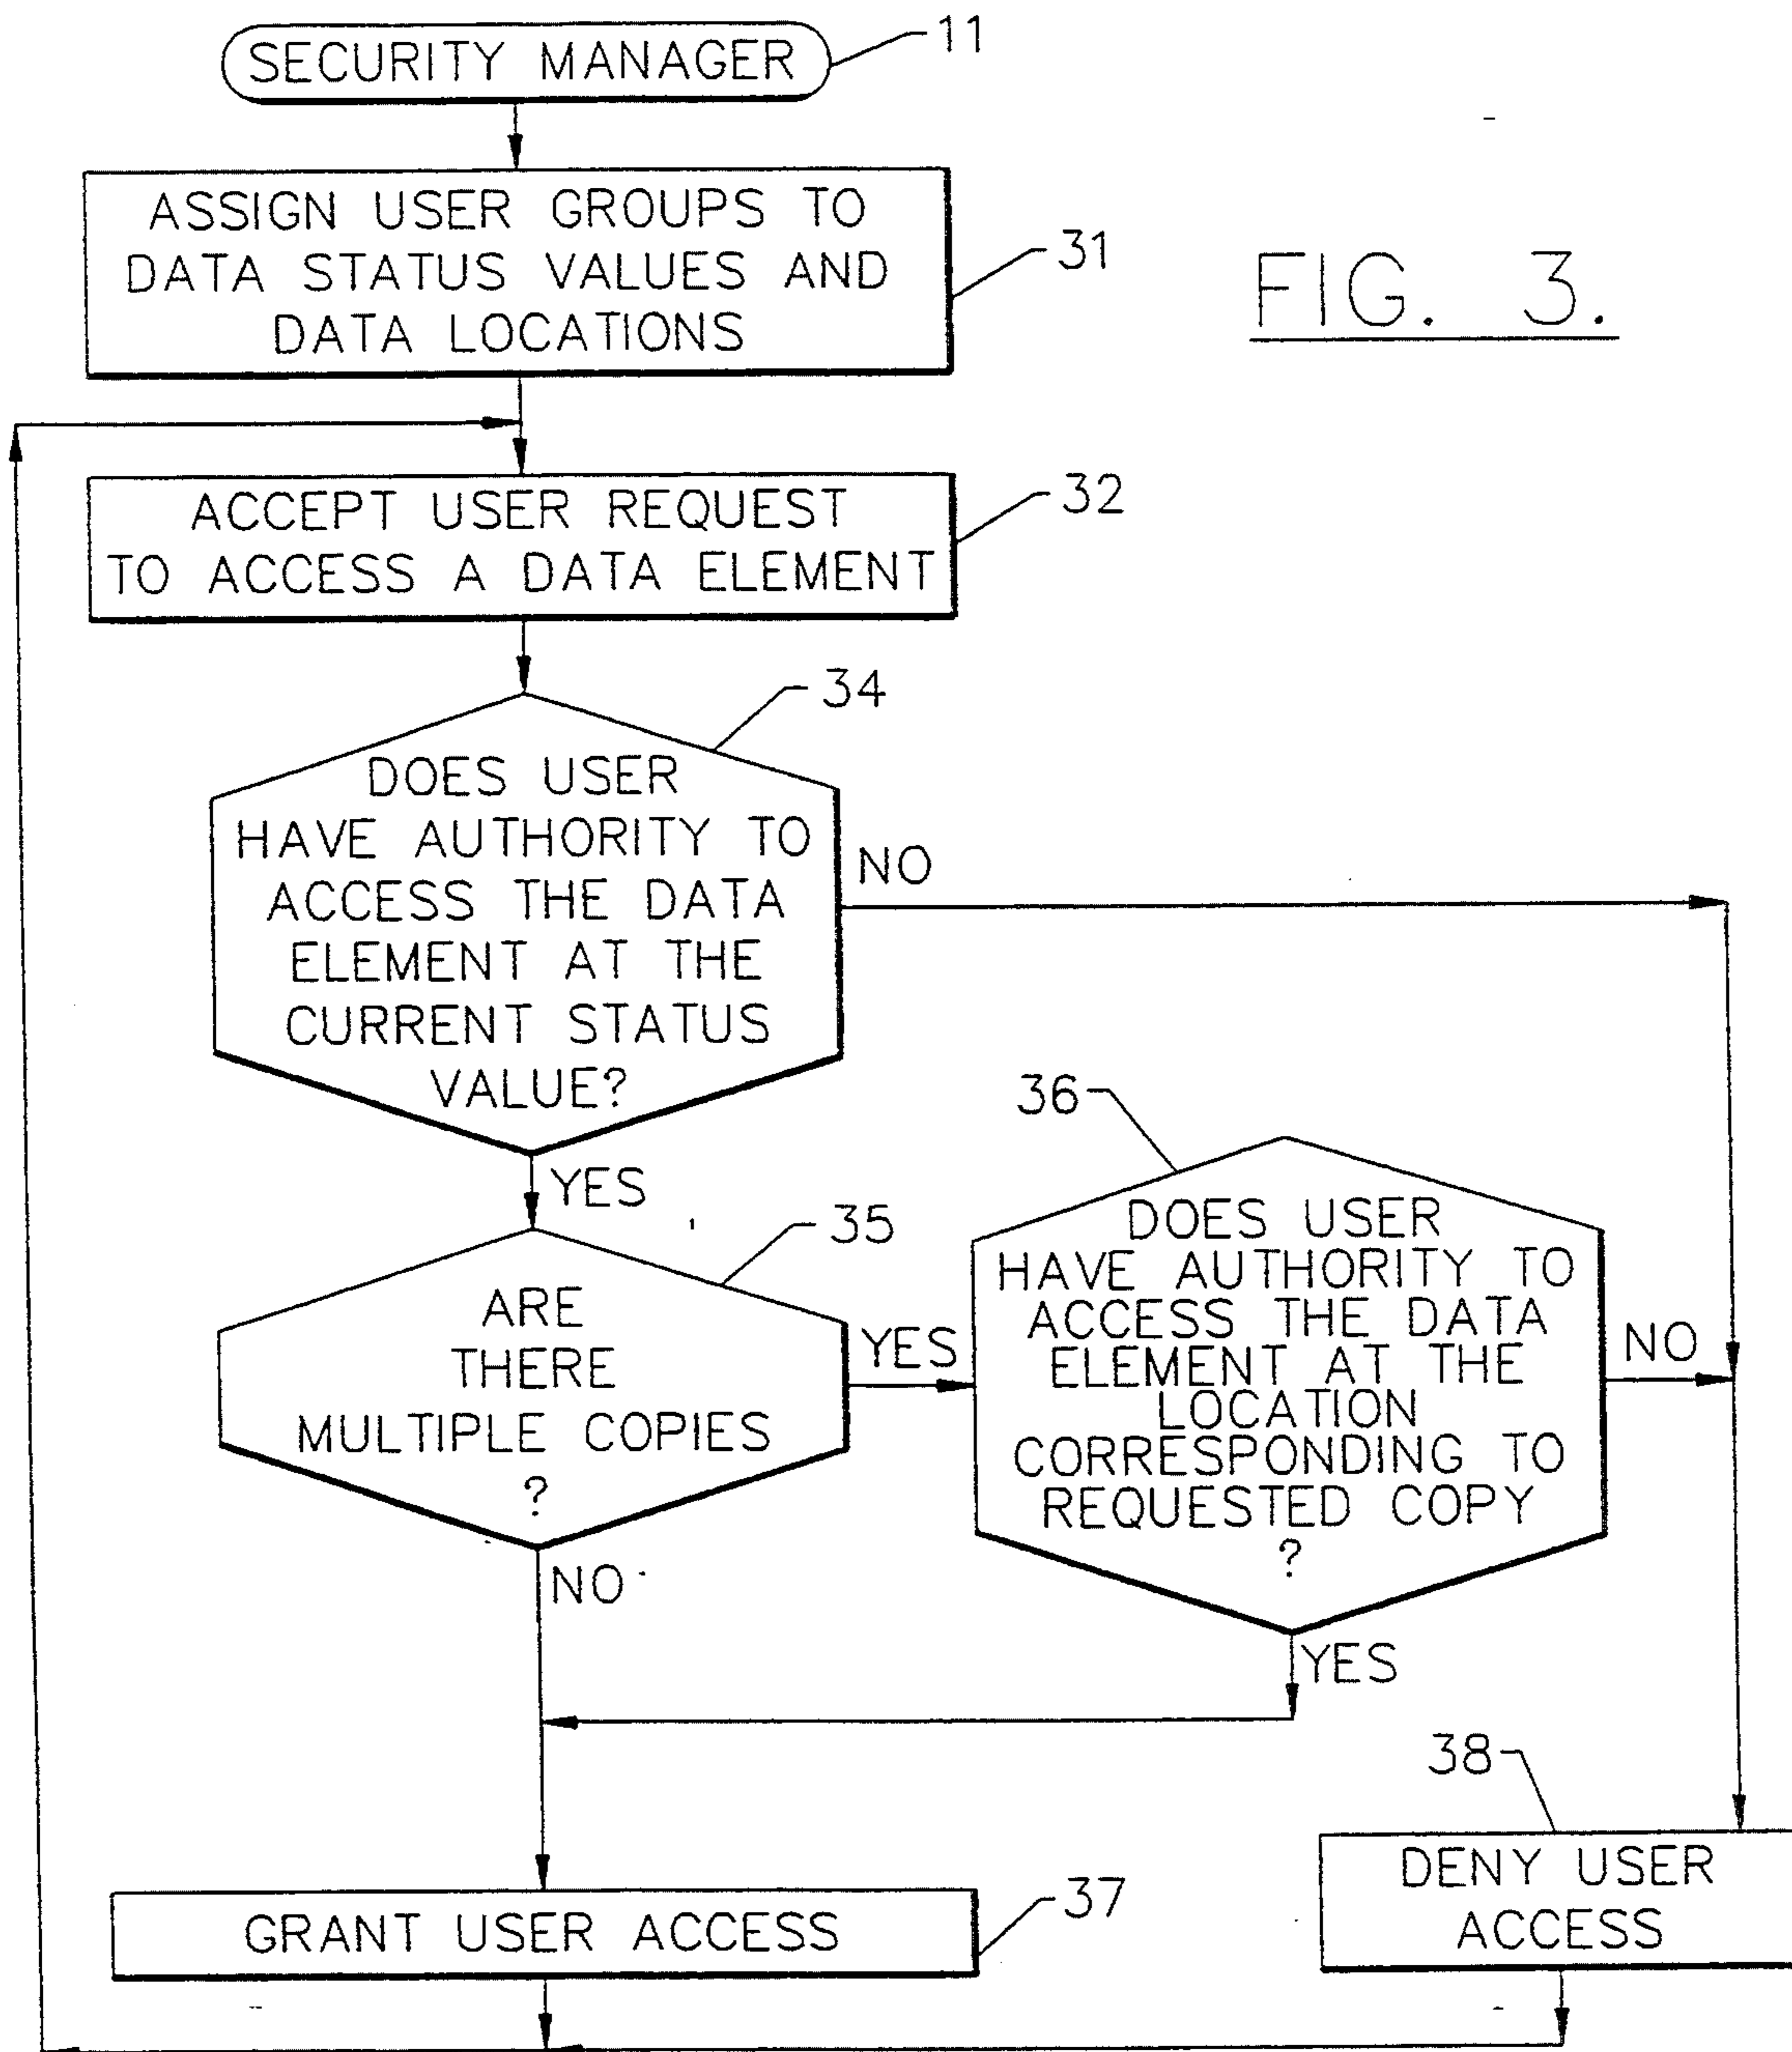 SECURITY MANAGER
11
ASSIGN USER GROUPS TO
DATA STATUS VALUES AND
DATA LOCATIONS
31
FIG. 3.
ACCEPT USER REQUEST
TO ACCESS A DATA ELEMENT
32
34
DOES USER
HAVE AUTHORITY TO
ACCESS THE DATA
ELEMENT AT THE
CURRENT STATUS
VALUE?
NO
YES
35
ARE
THERE
MULTIPLE COPIES
?
YES
NO
36
DOES USER
HAVE AUTHORITY TO
ACCESS THE DATA
ELEMENT AT THE
LOCATION
CORRESPONDING TO
REQUESTED COPY
?
NO
YES
38
DENY USER
ACCESS
GRANT USER ACCESS
37